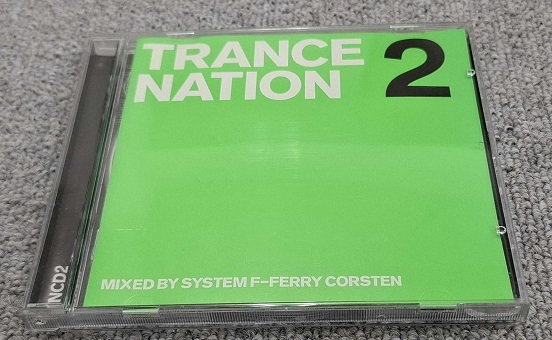 TRANCE 2
NATION
MIXED BY SYSTEM F-FERRY CORSTEN
NCD2